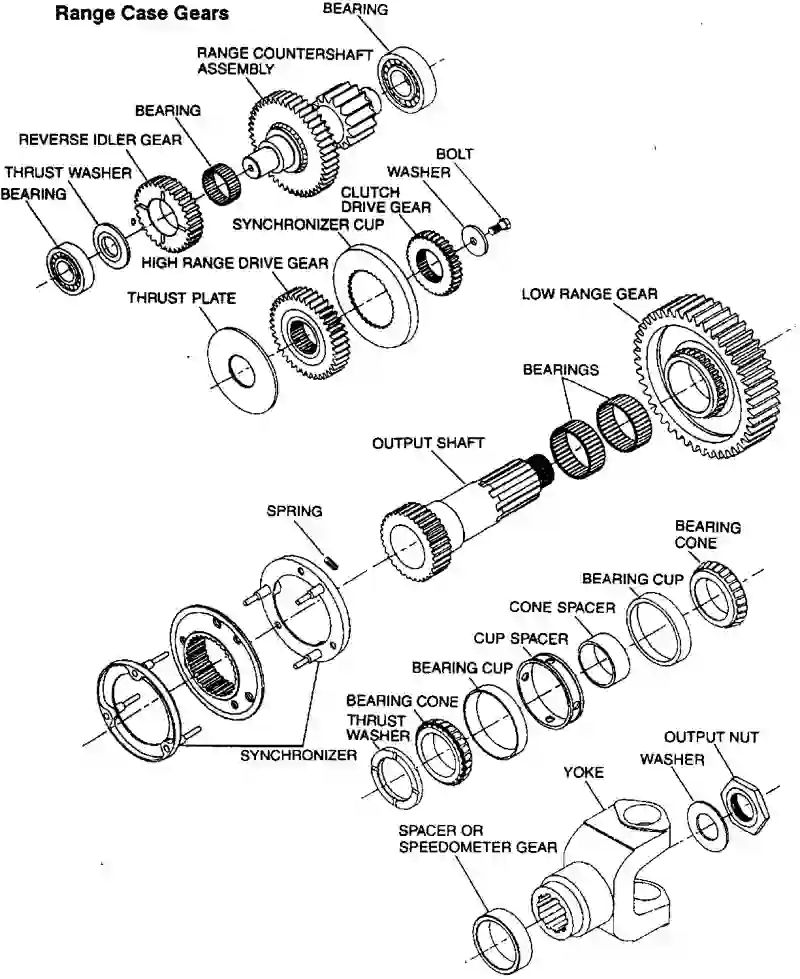 Range Case Gears
BEARING
RANGE COUNTERSHAFT
ASSEMBLY
BEARING
REVERSE IDLER GEAR
THRUST WASHER
BEARING
BOLT
WASHER
CLUTCH
DRIVE GEAR
SYNCHRONIZER CUP
HIGH RANGE DRIVE GEAR
THRUST PLATE
LOW RANGE GEAR
BEARINGS
OUTPUT SHAFT
SPRING
BEARING
CONE
BEARING CUP
CONE SPACER
CUP SPACER
BEARING CUP
BEARING CONE
THRUST
WASHER
SYNCHRONIZER
OUTPUT NUT
WASHER
YOKE
SPACER OR
SPEEDOMETER GEAR